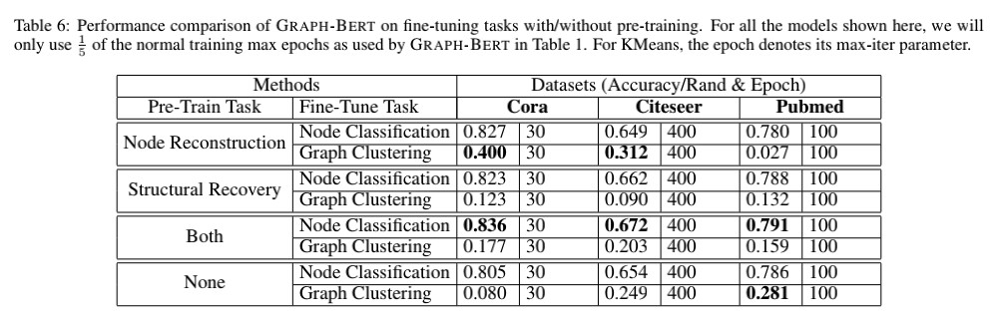 Table 6: Performance comparison of GRAPH-BERT on fine-tuning tasks with/without pre-training. For all the models shown here, we will
only use 1/5 of the normal training max epochs as used by GRAPH-BERT in Table 1. For KMeans, the epoch denotes its max-iter parameter.
Methods Datasets (Accuracy/Rand & Epoch)
Pre-Train Task Fine-Tune Task Cora Citeseer Pubmed
Node Reconstruction
Node Classification 0.827 30 0.649 400 0.780 100
Graph Clustering 0.400 30 0.312 400 0.027 100
Structural Recovery
Node Classification 0.823 30 0.662 400 0.788 100
Graph Clustering 0.123 30 0.090 400 0.132 100
Both
Node Classification 0.836 30 0.672 400 0.791 100
Graph Clustering 0.177 30 0.203 400 0.159 100
None
Node Classification 0.805 30 0.654 400 0.786 100
Graph Clustering 0.080 30 0.249 400 0.281 100